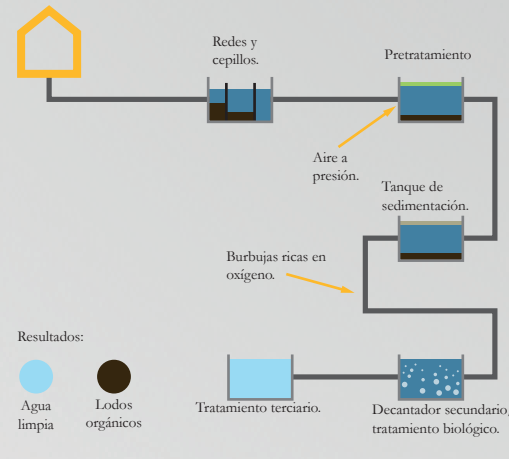 Redes y
cepillos.
Pretratamiento
Aire a
presión.
Tanque de
sedimentación.
Burbujas ricas en
oxígeno.
Resultados:
Agua
limpia
Lodos
orgánicos
Tratamiento terciario.
Decantador secundario,
tratamiento biológico.